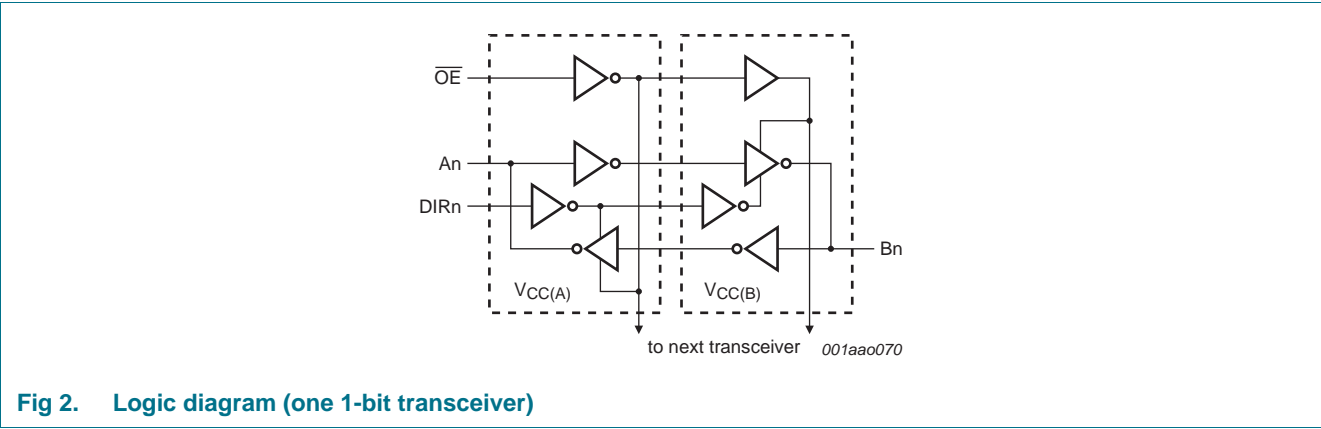 OE
An
DIRn
Bn
VCC(A)
VCC(B)
to next transceiver
001aao070
Fig 2. Logic diagram (one 1-bit transceiver)